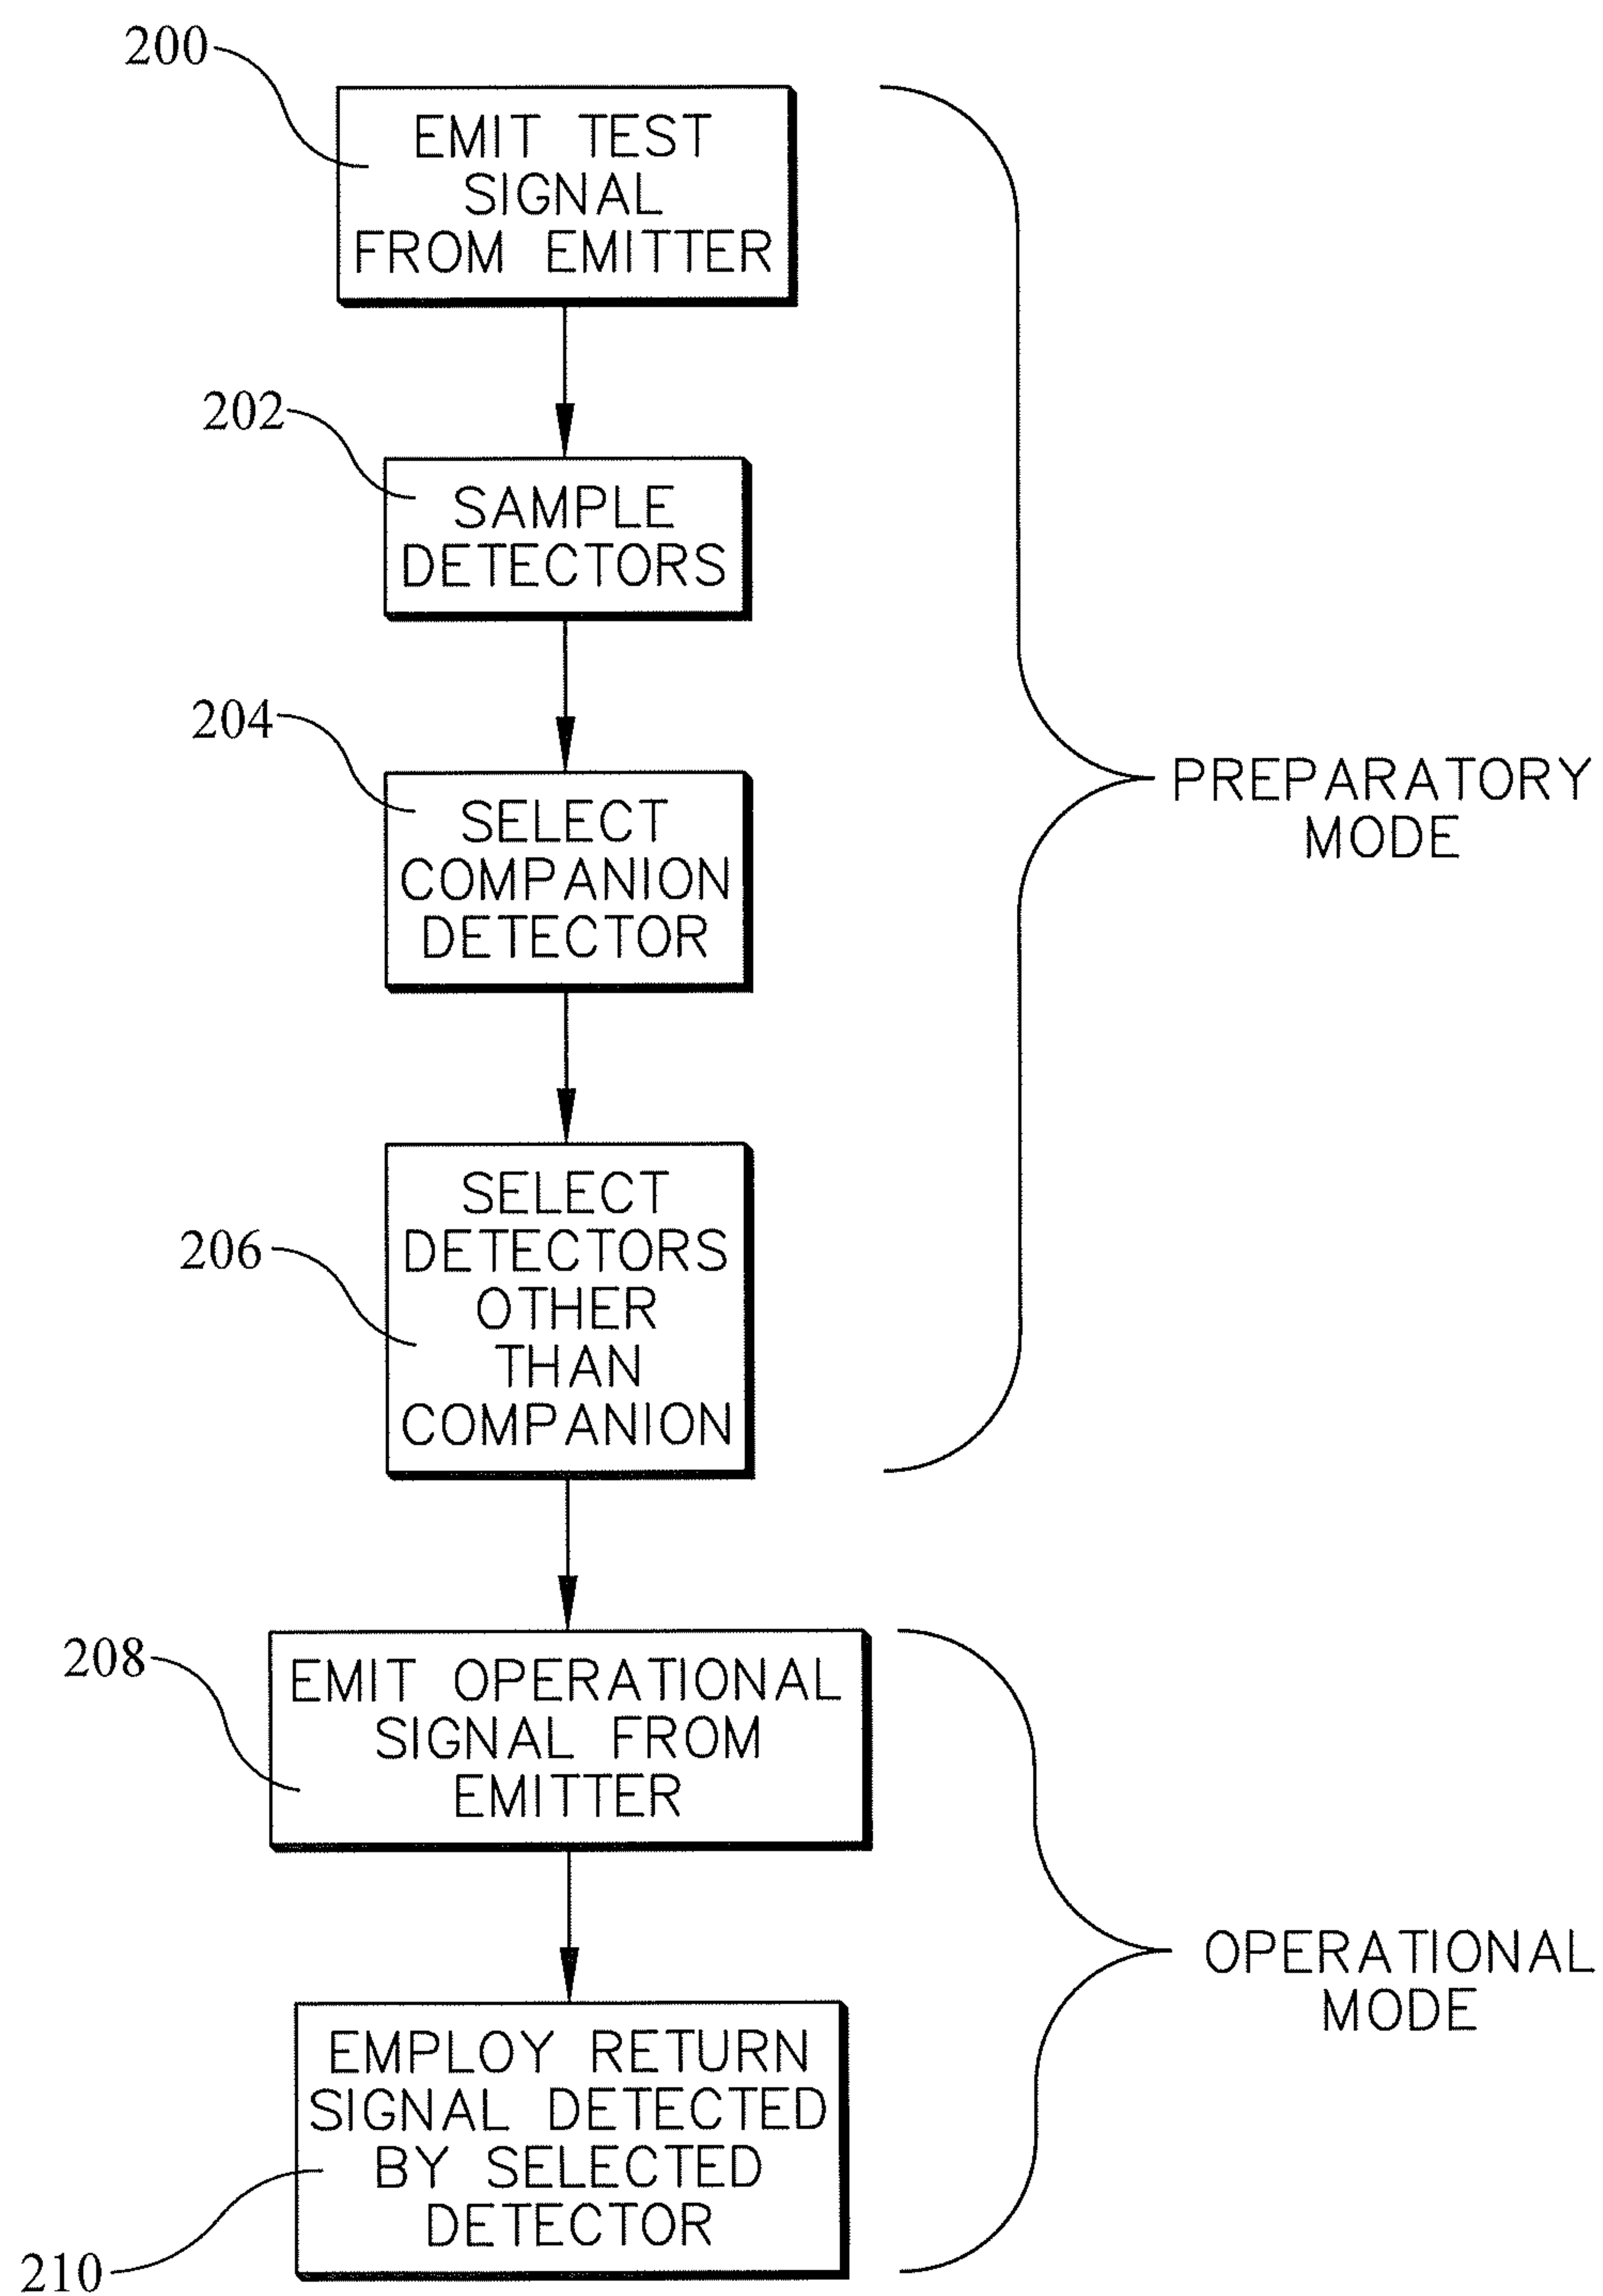 200
EMIT TEST
SIGNAL
FROM EMITTER
202
SAMPLE
DETECTORS
204
SELECT
COMPANION
DETECTOR
PREPARATORY
MODE
206
SELECT
DETECTORS
OTHER
THAN
COMPANION
208
EMIT OPERATIONAL
SIGNAL FROM
EMITTER
OPERATIONAL
MODE
210
EMPLOY RETURN
SIGNAL DETECTED
BY SELECTED
DETECTOR